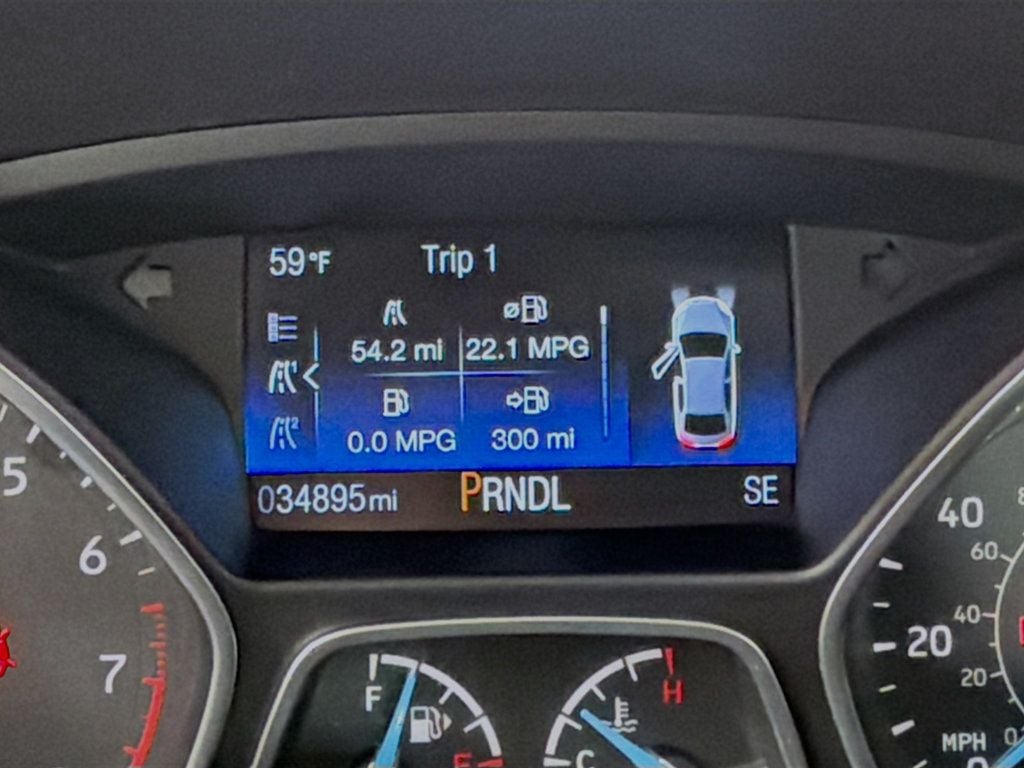 59°F Trip 1
54.2 mi 22.1 MPG
0.0 MPG 300 mi
034895mi PRNDL SE
5
6
7
F
E
H
C
40
20
MPH
60
40
20